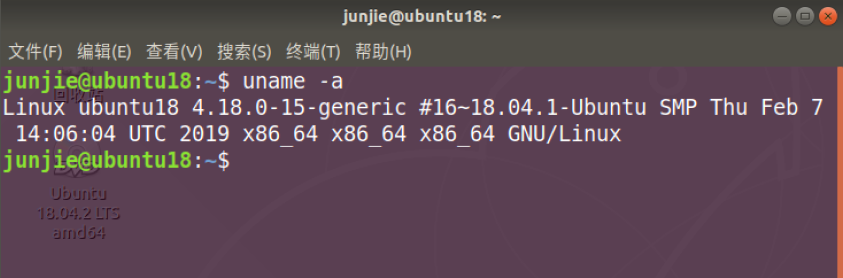 junjie@ubuntu18: ~
文件(F) 编辑(E) 查看(V) 搜索(S) 终端(T) 帮助(H)
junjie@ubuntu18:~$ uname -a
回收站
Linux ubuntu18 4.18.0-15-generic #16~18.04.1-Ubuntu SMP Thu Feb 7
14:06:04 UTC 2019 x86_64 x86_64 x86_64 GNU/Linux
junjie@ubuntu18:~$
Ubuntu
18.04.2 LTS
amd64